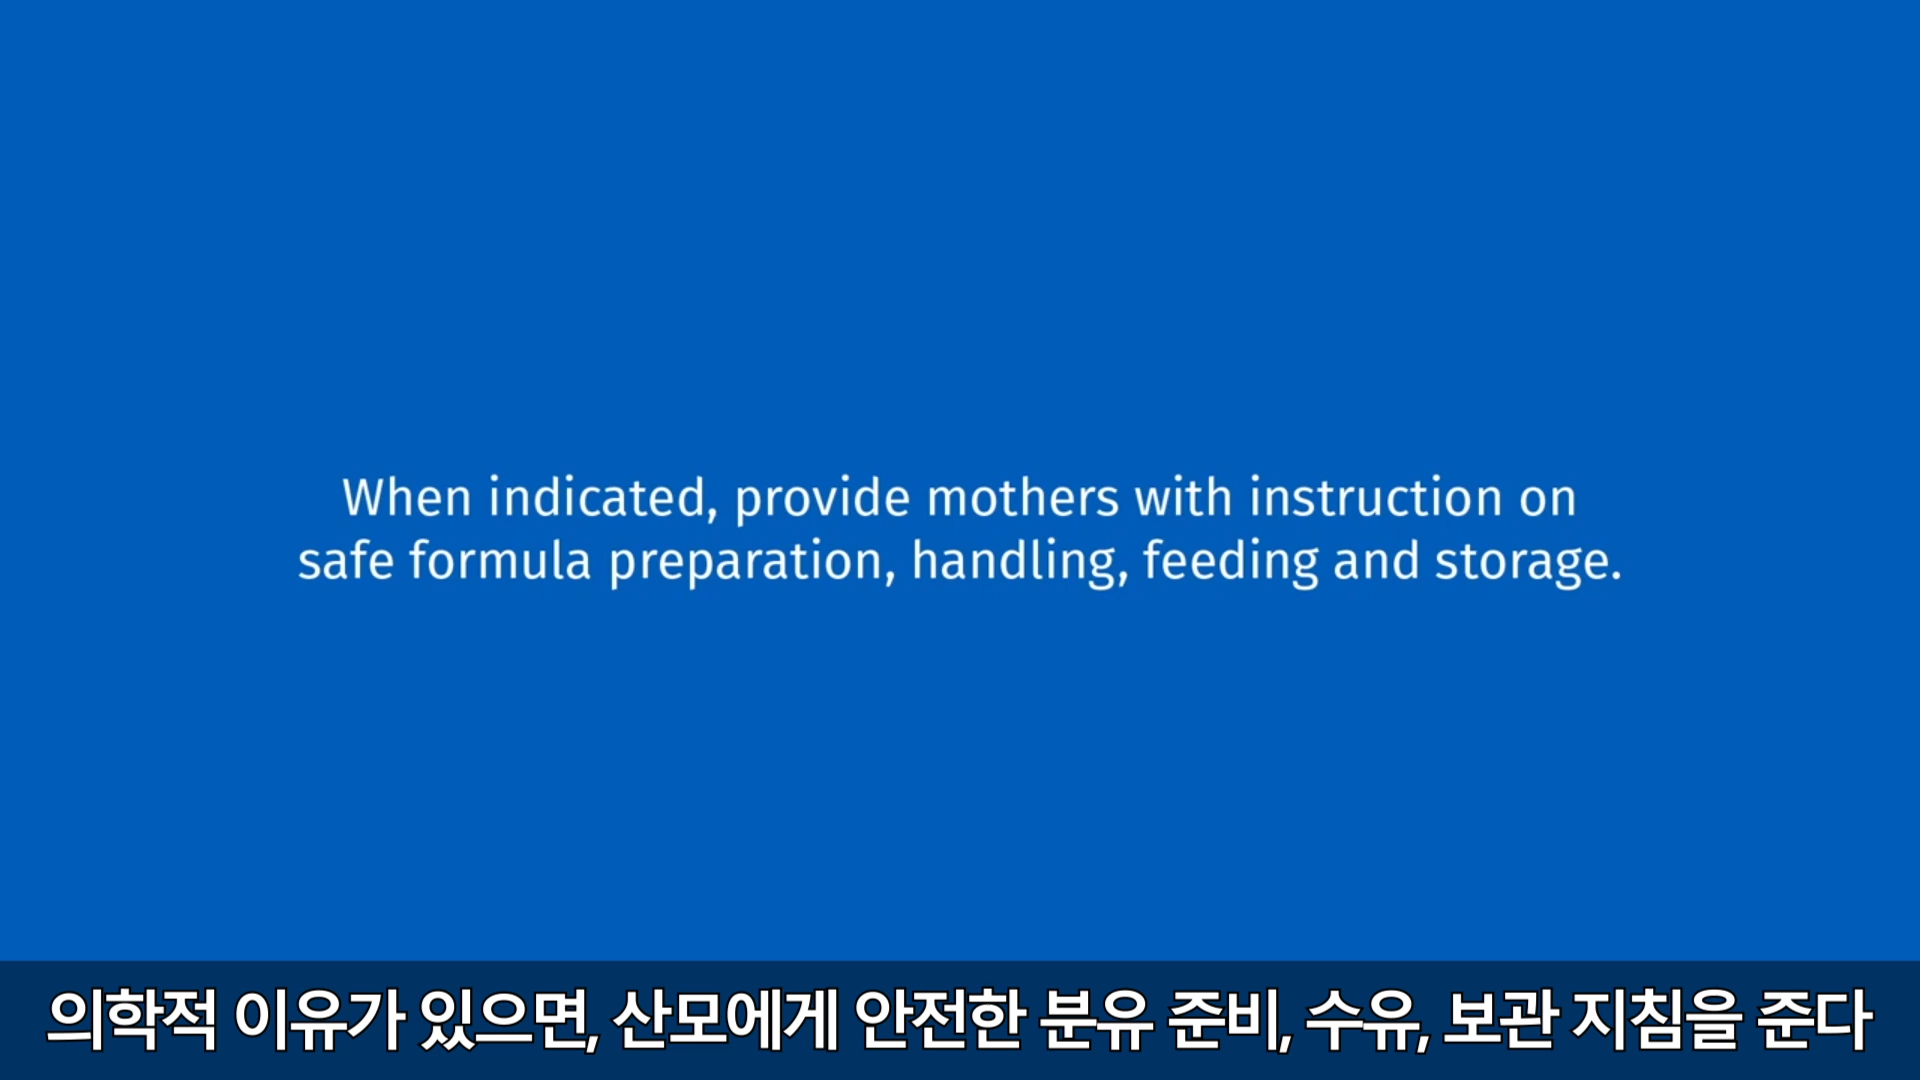 When indicated, provide mothers with instruction on
safe formula preparation, handling, feeding and storage.
의학적 이유가 있으면, 산모에게 안전한 분유 준비, 수유, 보관 지침을 준다